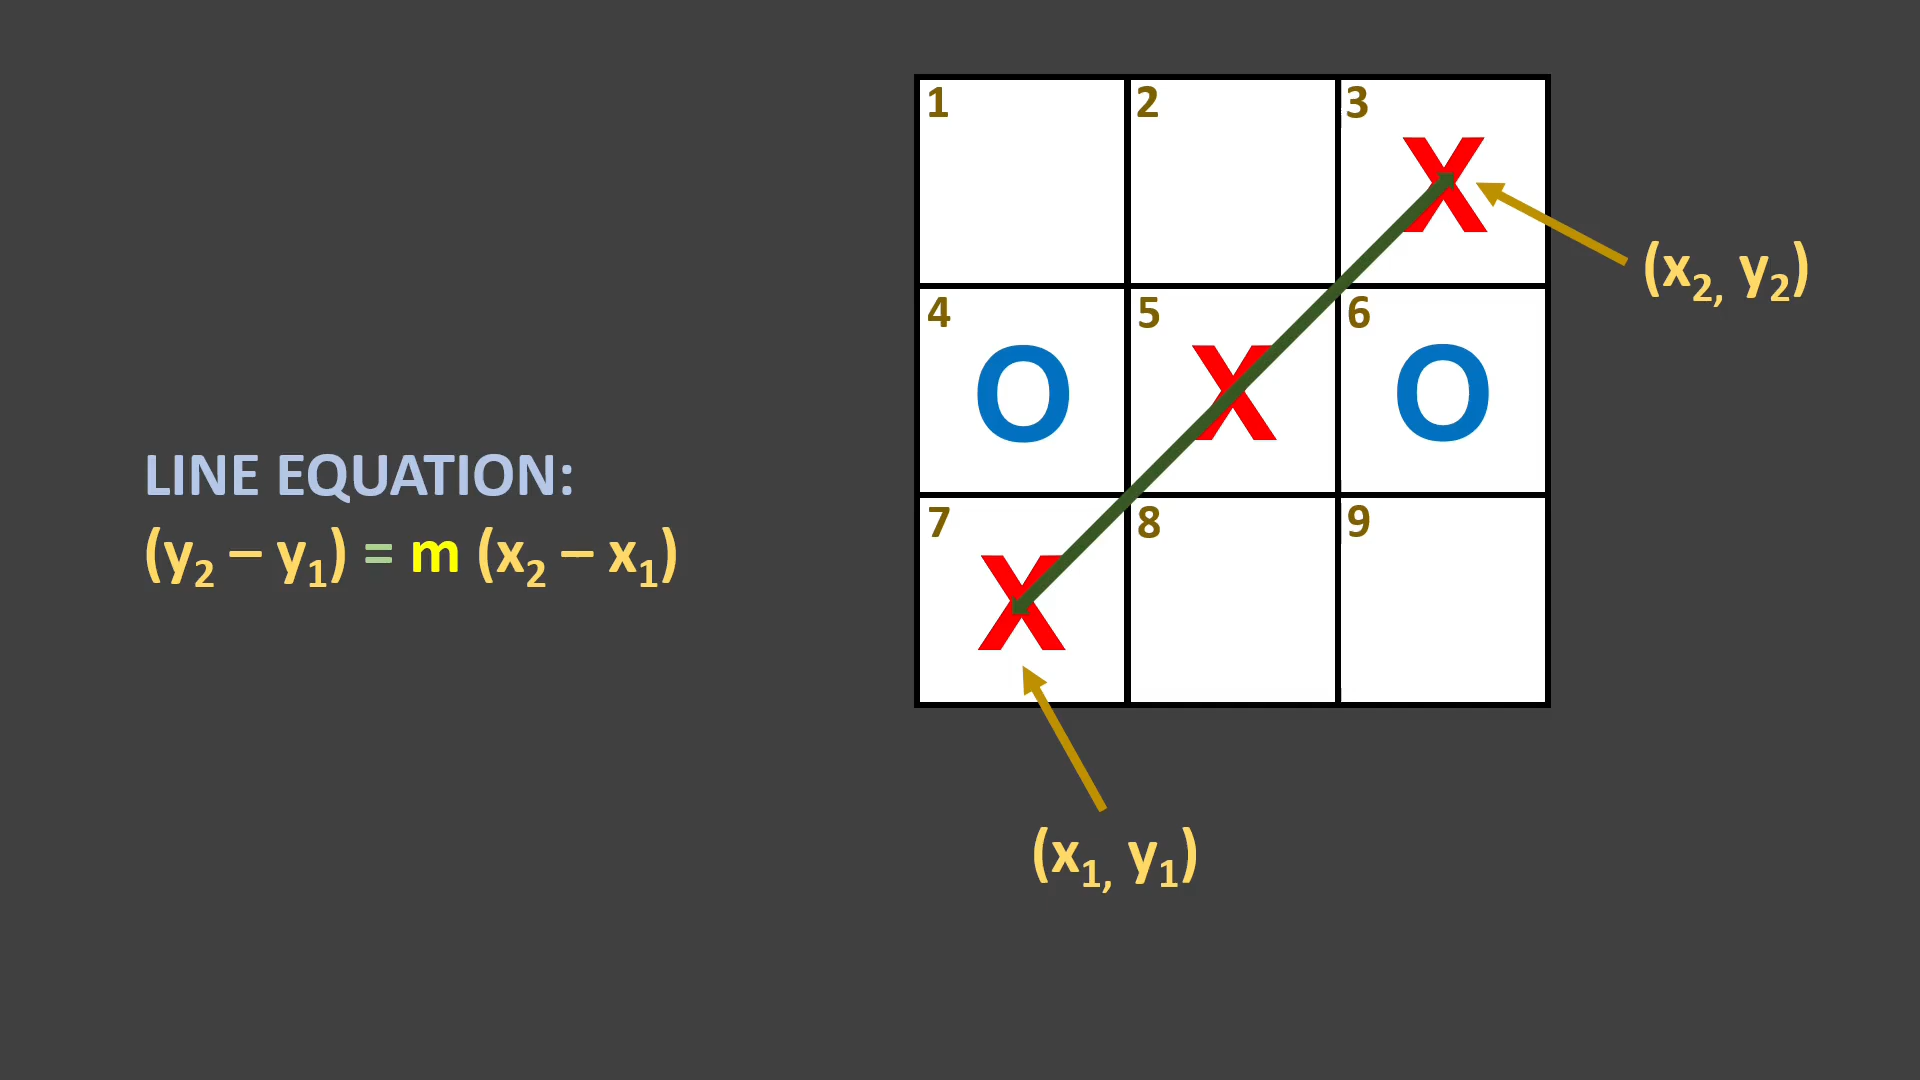 1 2 3
X
(x₂, y₂)
4 5 6
O X O
LINE EQUATION:
(y₂ – y₁) = m (x₂ – x₁)
7 8 9
X
(x₁, y₁)